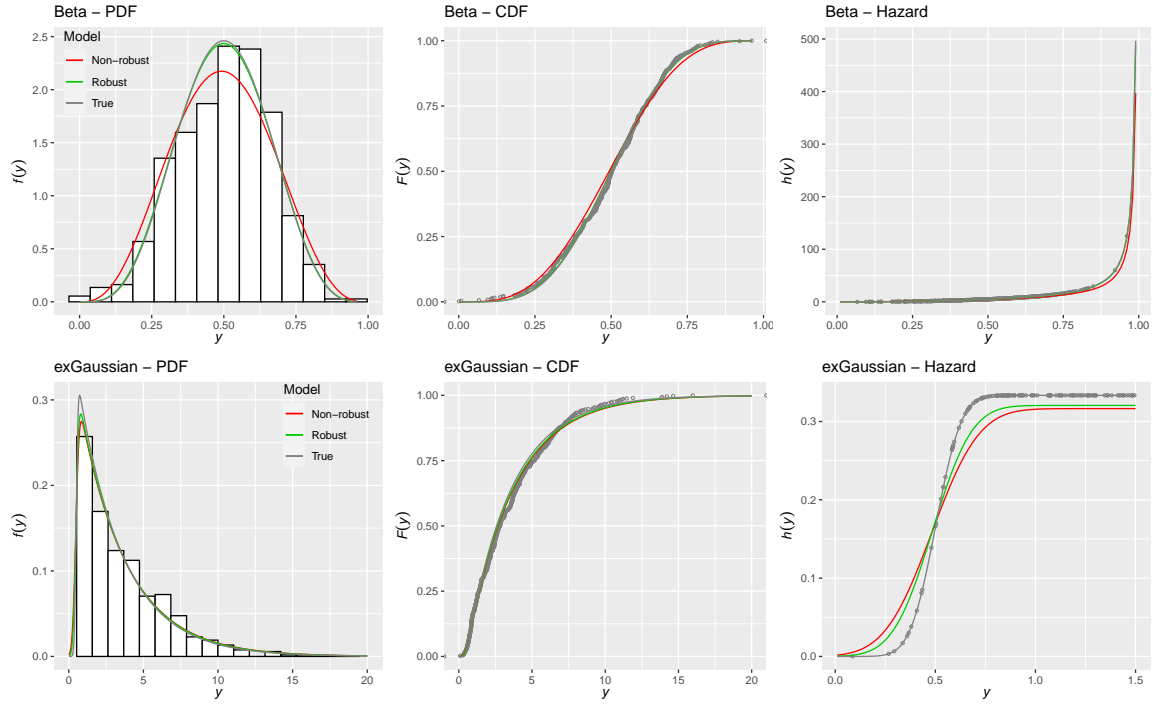 Beta − PDF
Model
Non−robust
Robust
True
f(y)
2.5
2.0
1.5
1.0
0.5
0.0
0.00 0.25 0.50 0.75 1.00
y
Beta − CDF
F(y)
1.00
0.75
0.50
0.25
0.00
0.00 0.25 0.50 0.75 1.00
y
Beta − Hazard
h(y)
500
400
300
200
100
0
0.00 0.25 0.50 0.75 1.00
y
exGaussian − PDF
Model
Non−robust
Robust
True
f(y)
0.3
0.2
0.1
0.0
0 5 10 15 20
y
exGaussian − CDF
F(y)
1.00
0.75
0.50
0.25
0.00
0 5 10 15 20
y
exGaussian − Hazard
h(y)
0.3
0.2
0.1
0.0
0.0 0.5 1.0 1.5
y